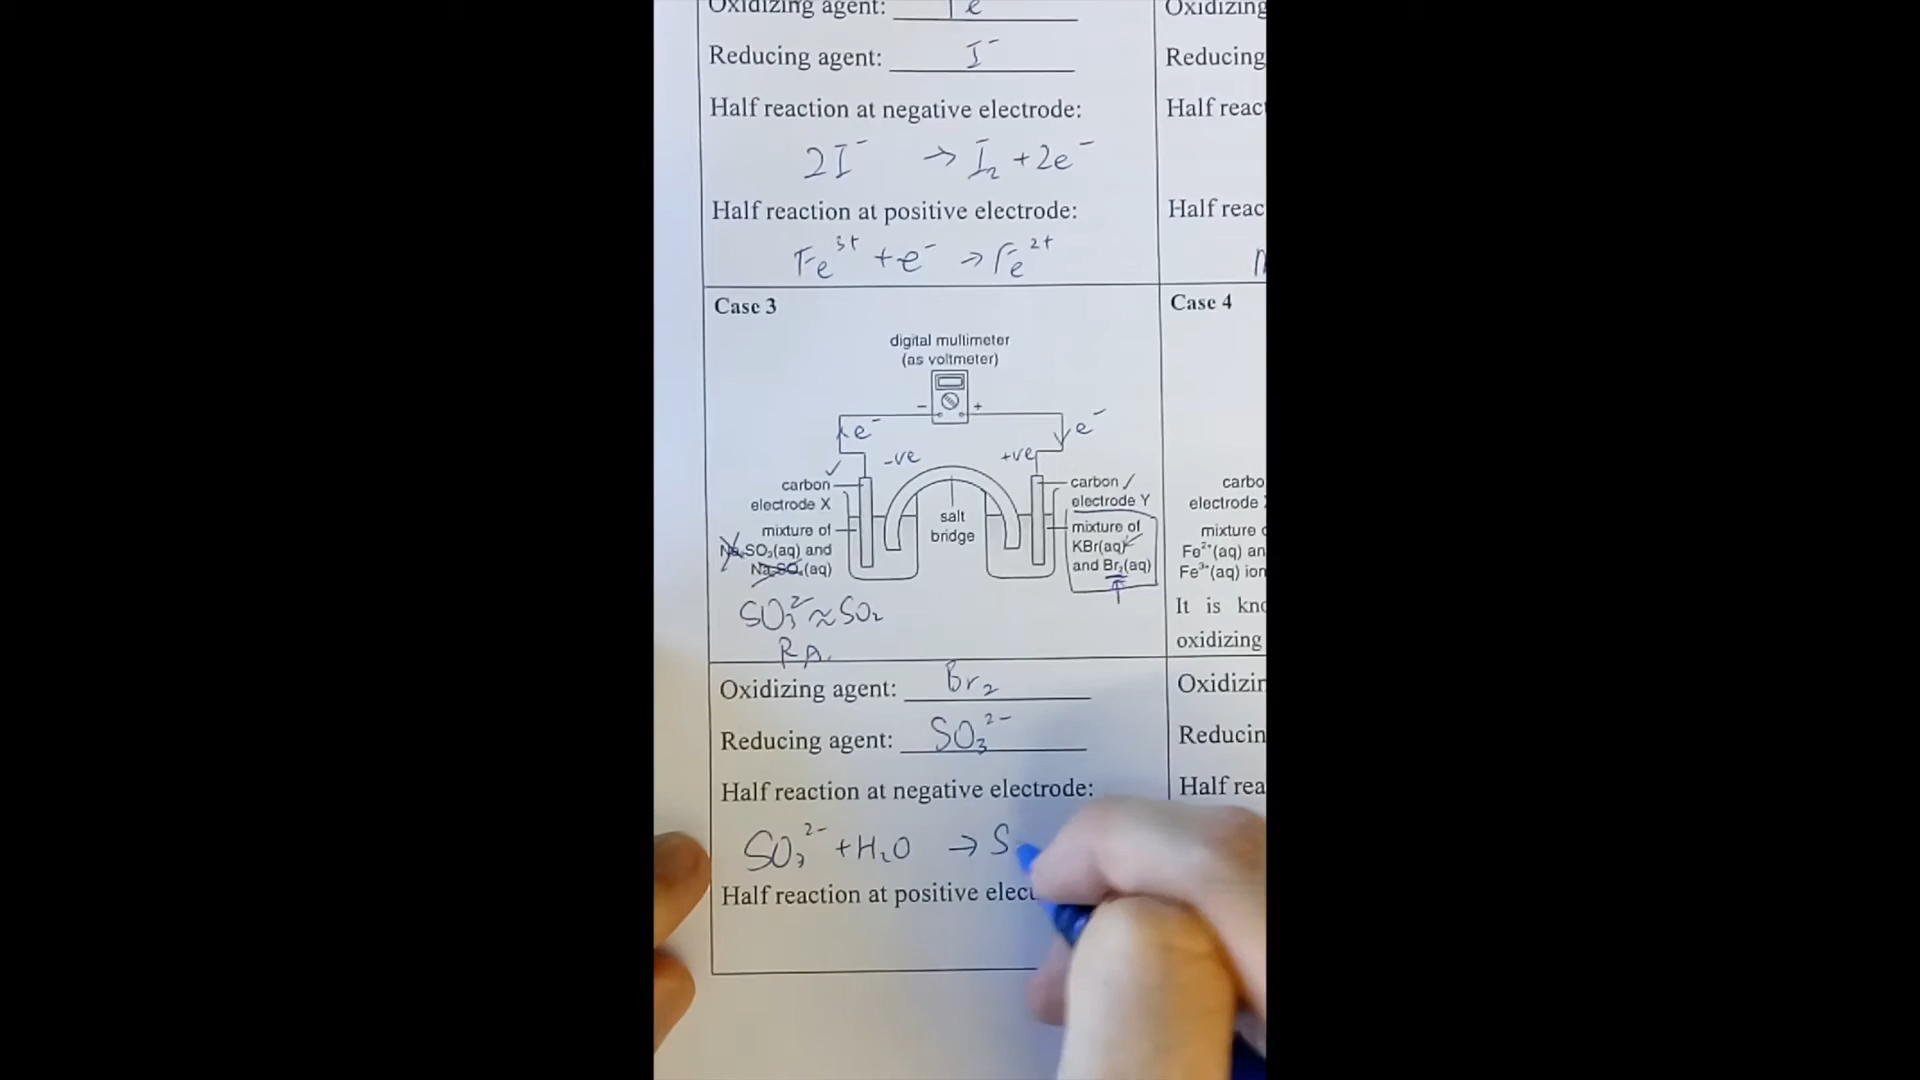 Oxidizing agent: Fe
Reducing agent: I⁻
Half reaction at negative electrode:
2I⁻ → I₂ + 2e⁻
Half reaction at positive electrode:
Fe³⁺ + e⁻ → Fe²⁺
Case 3
digital multimeter
(as voltmeter)
− +
e⁻ e⁻
-ve +ve
carbon
electrode X
mixture of
Na₂SO₃(aq) and
Na₂SO₄(aq)
salt
bridge
carbon
electrode Y
mixture of
KBr(aq)
and Br₂(aq)
SO₃²⁻ ≈ SO₂
RA.
Oxidizing agent: Br₂
Reducing agent: SO₃²⁻
Half reaction at negative electrode:
SO₃²⁻ + H₂O → S
Half reaction at positive elect
Oxidizing
Reducing
Half reac
Half reac
Case 4
carbo
electrode
mixture o
Fe²⁺(aq) an
Fe³⁺(aq) ion
It is kno
oxidizing
Oxidizin
Reducin
Half rea